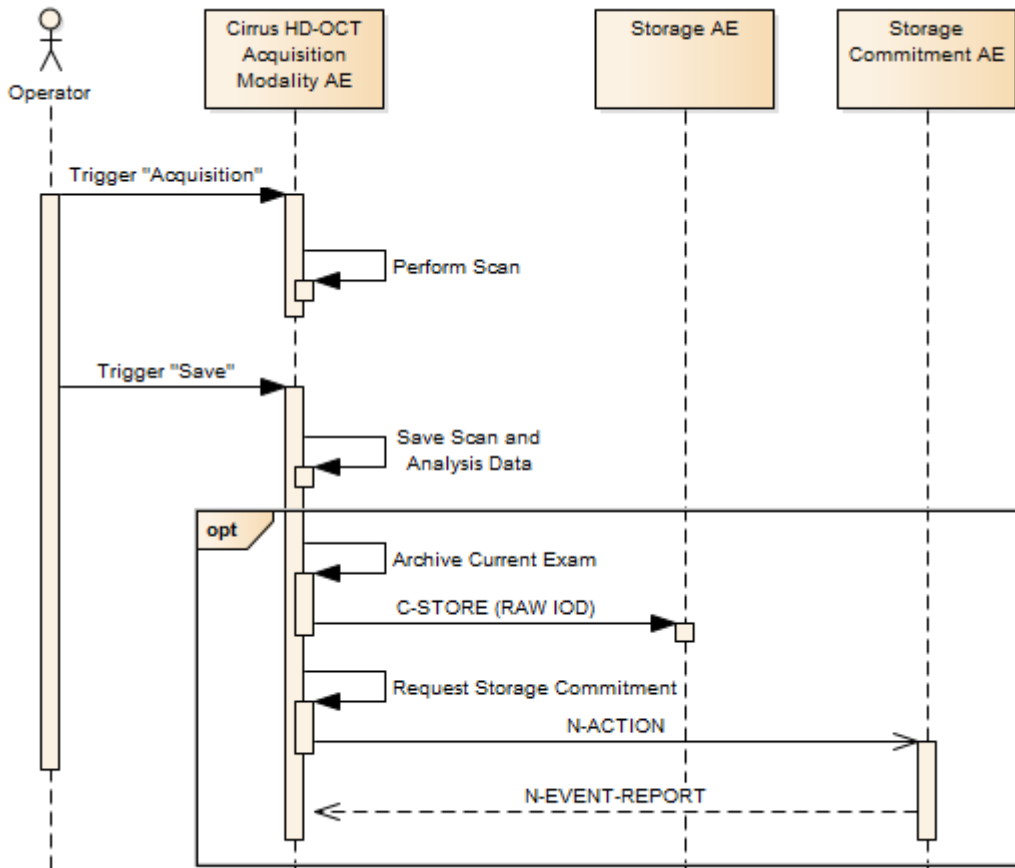 Operator
Cirrus HD-OCT
Acquisition
Modality AE
Storage AE
Storage
Commitment AE
Trigger "Acquisition"
Perform Scan
Trigger "Save"
Save Scan and
Analysis Data
opt
Archive Current Exam
C-STORE (RAW IOD)
Request Storage Commitment
N-ACTION
N-EVENT-REPORT